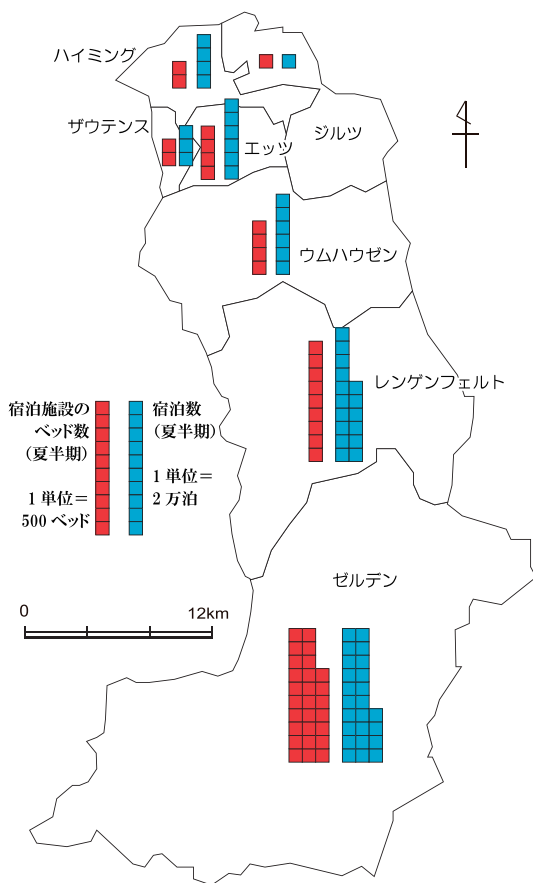 ハイミング
ザウテンス
エッツ
ジルツ
ウムハウゼン
レンゲンフェルト
宿泊施設の
ベッド数
(夏半期)
1単位=
500ベッド
宿泊数
(夏半期)
1単位=
2万泊
ゼルデン
0
12km